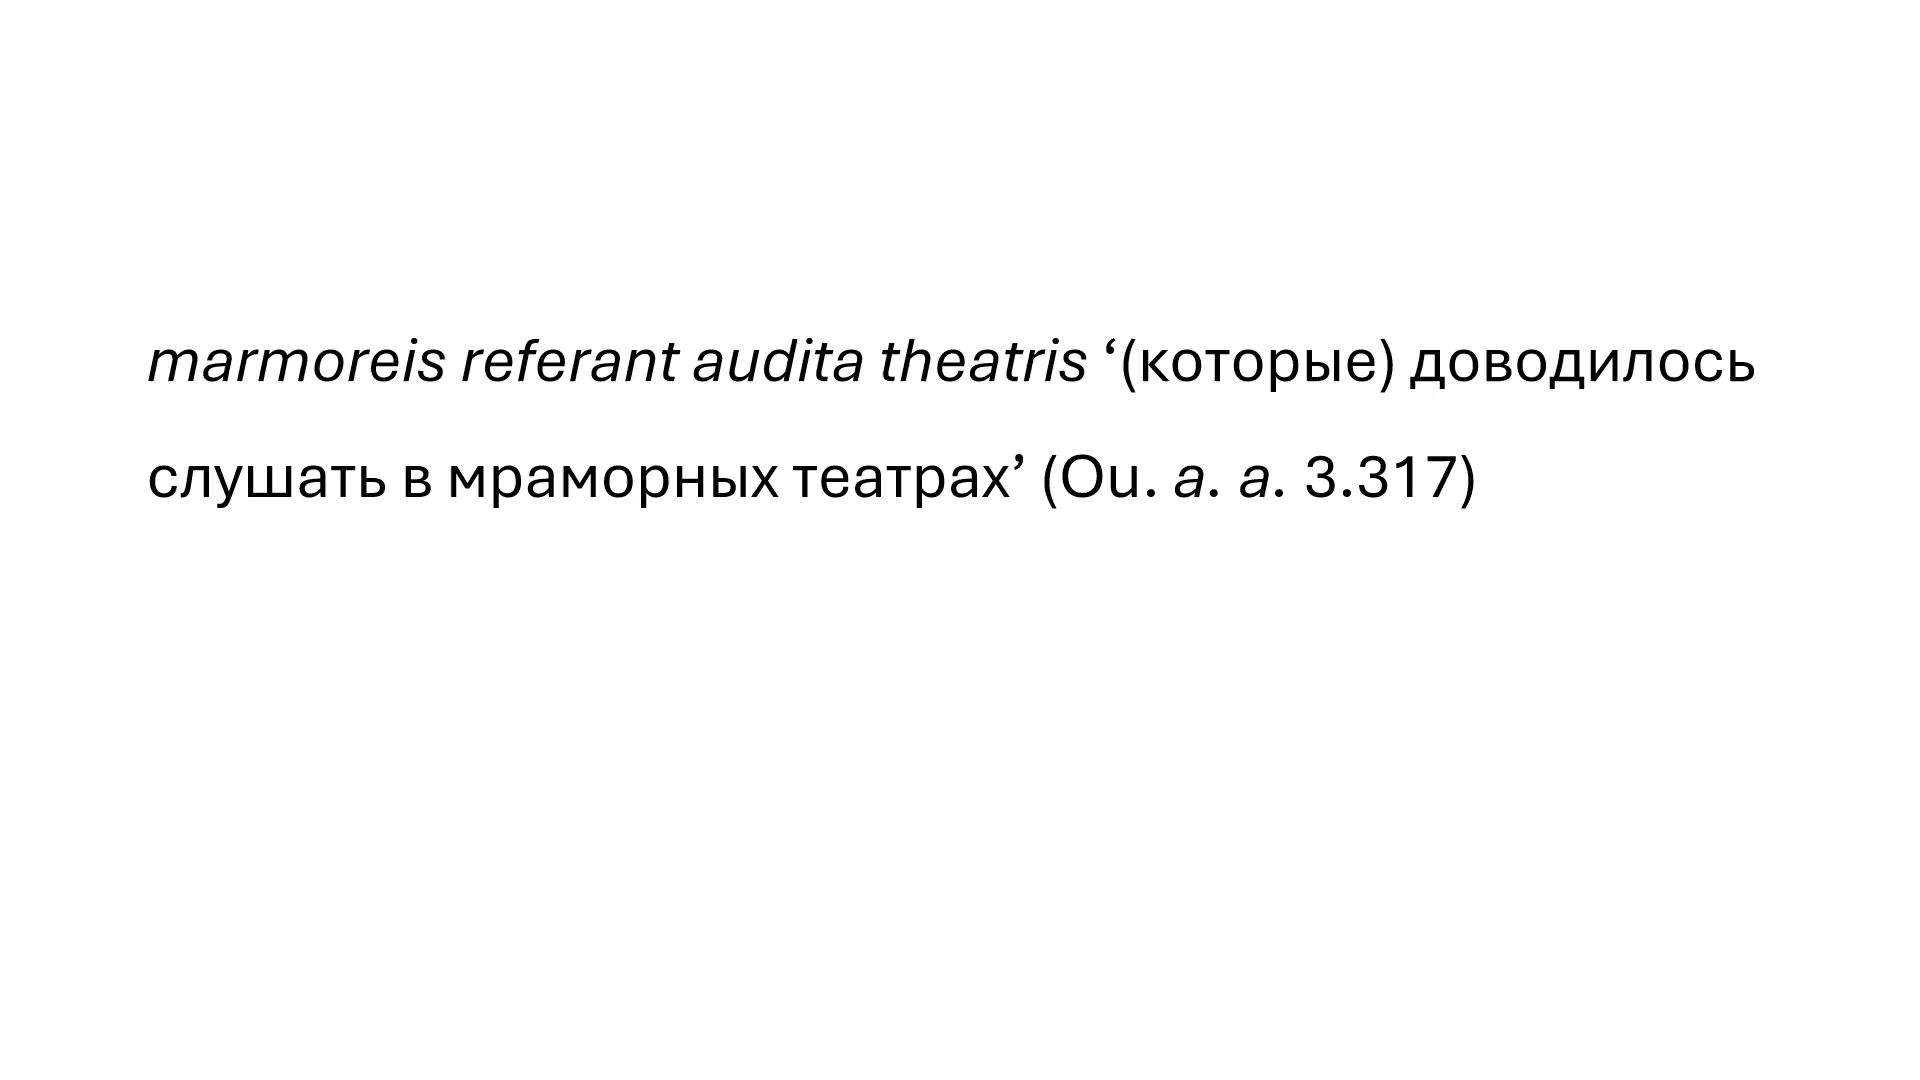 marmoreis referant audita theatris ‘(которые) доводилось
слушать в мраморных театрах’ (Ou. a. a. 3.317)